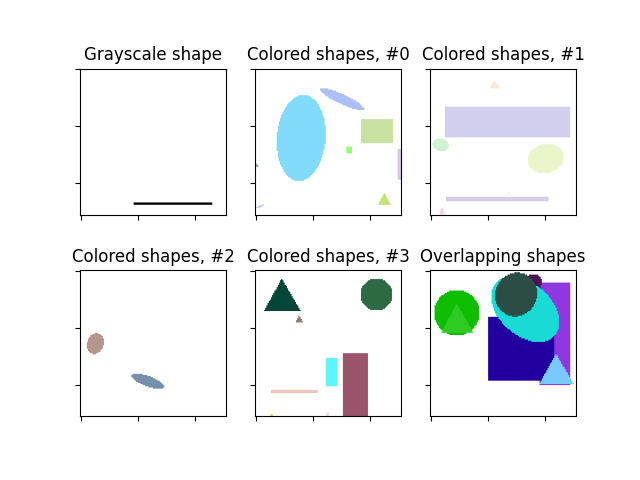 Grayscale shape
Colored shapes, #0
Colored shapes, #1
Colored shapes, #2
Colored shapes, #3
Overlapping shapes